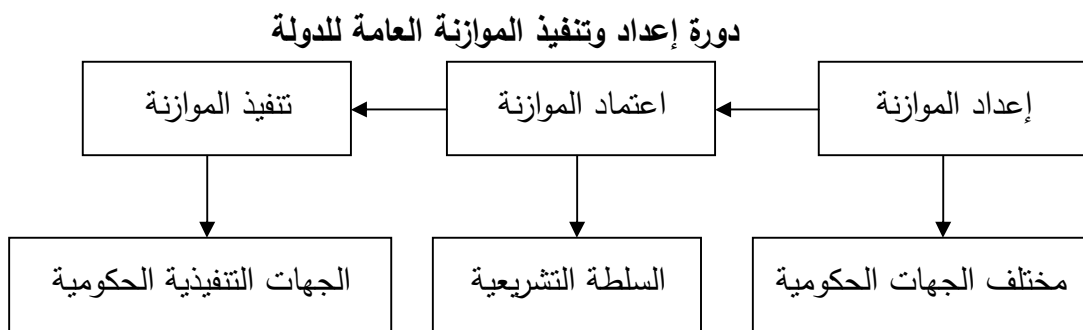 دورة إعداد وتنفيذ الموازنة العامة للدولة
إعداد الموازنة
اعتماد الموازنة
تنفيذ الموازنة
مختلف الجهات الحكومية
السلطة التشريعية
الجهات التنفيذية الحكومية